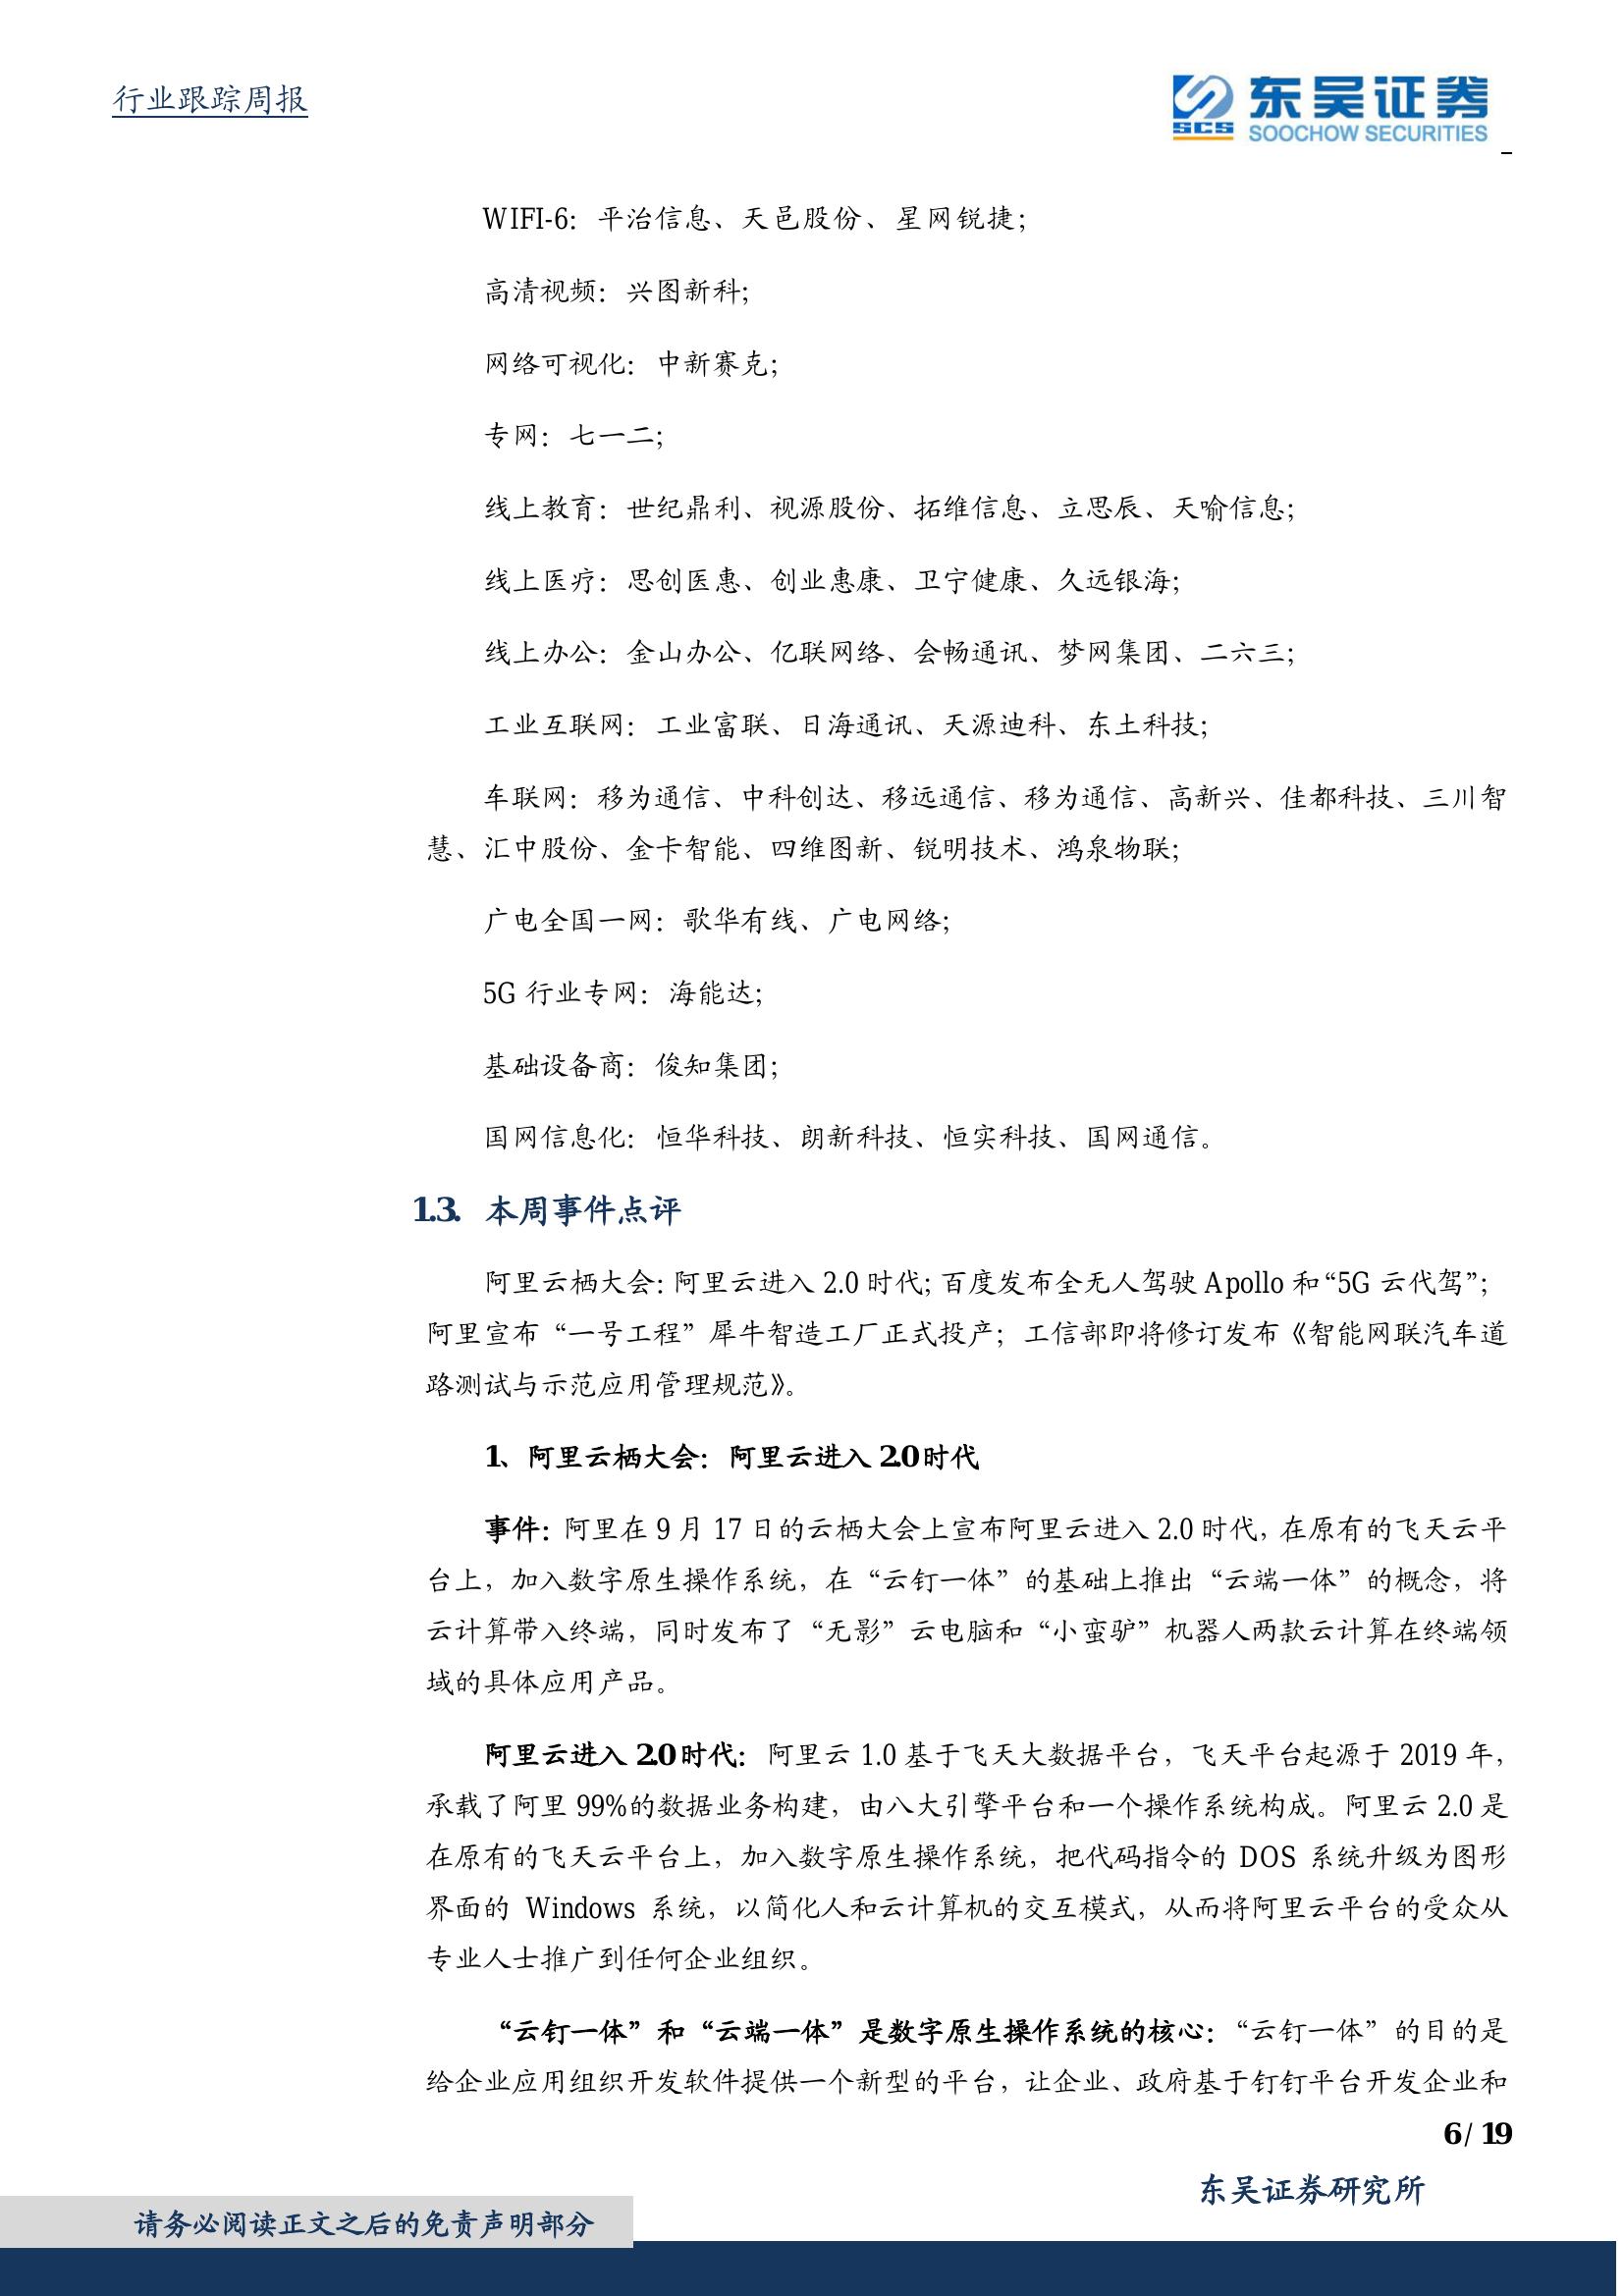 行业跟踪周报
SCS
东吴证券
SOOCHOW SECURITIES
WIFI-6：平治信息、天邑股份、星网锐捷；
高清视频：兴图新科；
网络可视化：中新赛克；
专网：七一二；
线上教育：世纪鼎利、视源股份、拓维信息、立思辰、天喻信息；
线上医疗：思创医惠、创业惠康、卫宁健康、久远银海；
线上办公：金山办公、亿联网络、会畅通讯、梦网集团、二六三；
工业互联网：工业富联、日海通讯、天源迪科、东土科技；
车联网：移为通信、中科创达、移远通信、移为通信、高新兴、佳都科技、三川智
慧、汇中股份、金卡智能、四维图新、锐明技术、鸿泉物联；
广电全国一网：歌华有线、广电网络；
5G 行业专网：海能达；
基础设备商：俊知集团；
国网信息化：恒华科技、朗新科技、恒实科技、国网通信。
1.3. 本周事件点评
阿里云栖大会：阿里云进入 2.0 时代；百度发布全无人驾驶 Apollo 和“5G 云代驾”；
阿里宣布“一号工程”犀牛智造工厂正式投产；工信部即将修订发布《智能网联汽车道
路测试与示范应用管理规范》。
1、阿里云栖大会：阿里云进入 2.0 时代
事件：阿里在 9 月 17 日的云栖大会上宣布阿里云进入 2.0 时代，在原有的飞天云平
台上，加入数字原生操作系统，在“云钉一体”的基础上推出“云端一体”的概念，将
云计算带入终端，同时发布了“无影”云电脑和“小蛮驴”机器人两款云计算在终端领
域的具体应用产品。
阿里云进入 2.0 时代：阿里云 1.0 基于飞天大数据平台，飞天平台起源于 2019 年，
承载了阿里 99%的数据业务构建，由八大引擎平台和一个操作系统构成。阿里云 2.0 是
在原有的飞天云平台上，加入数字原生操作系统，把代码指令的 DOS 系统升级为图形
界面的 Windows 系统，以简化人和云计算机的交互模式，从而将阿里云平台的受众从
专业人士推广到任何企业组织。
“云钉一体”和“云端一体”是数字原生操作系统的核心：“云钉一体”的目的是
给企业应用组织开发软件提供一个新型的平台，让企业、政府基于钉钉平台开发企业和
6 / 19
东吴证券研究所
请务必阅读正文之后的免责声明部分